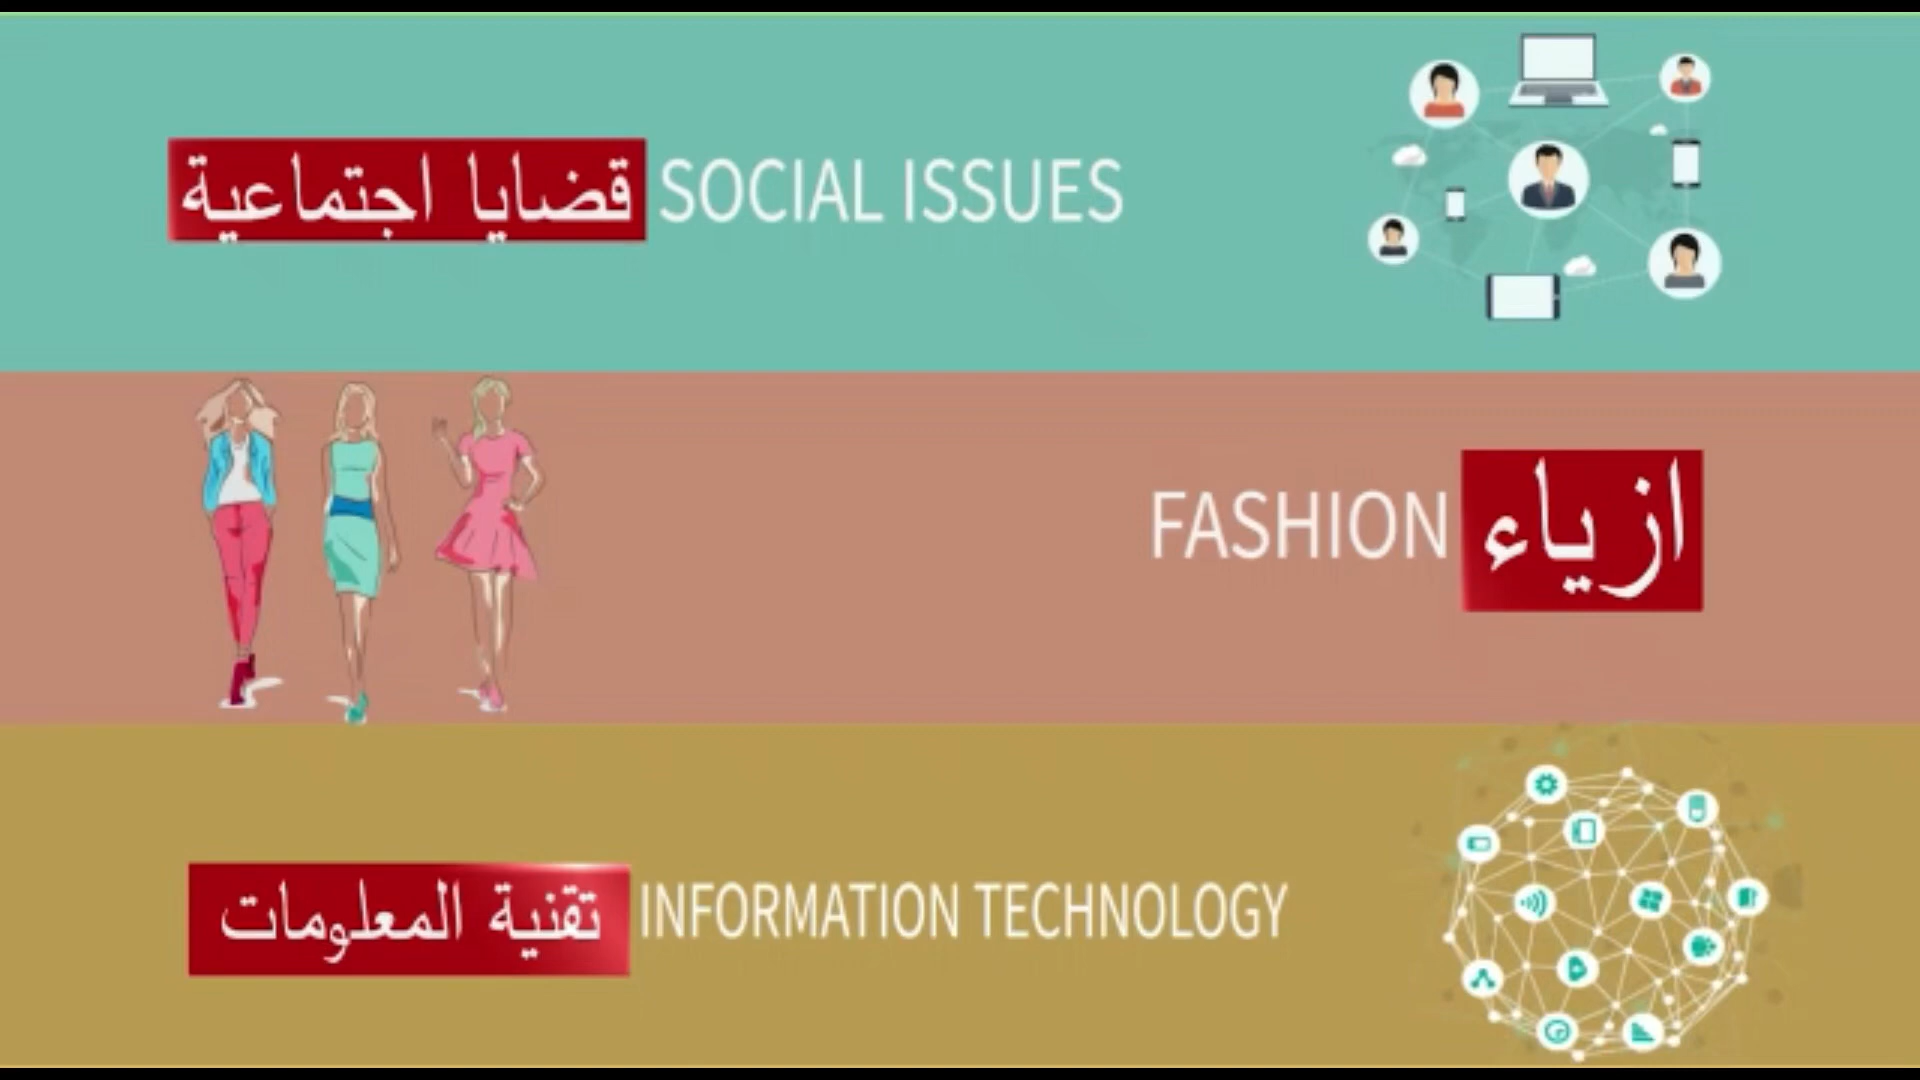 قضايا اجتماعية SOCIAL ISSUES
FASHION ازياء
تقنية المعلومات INFORMATION TECHNOLOGY